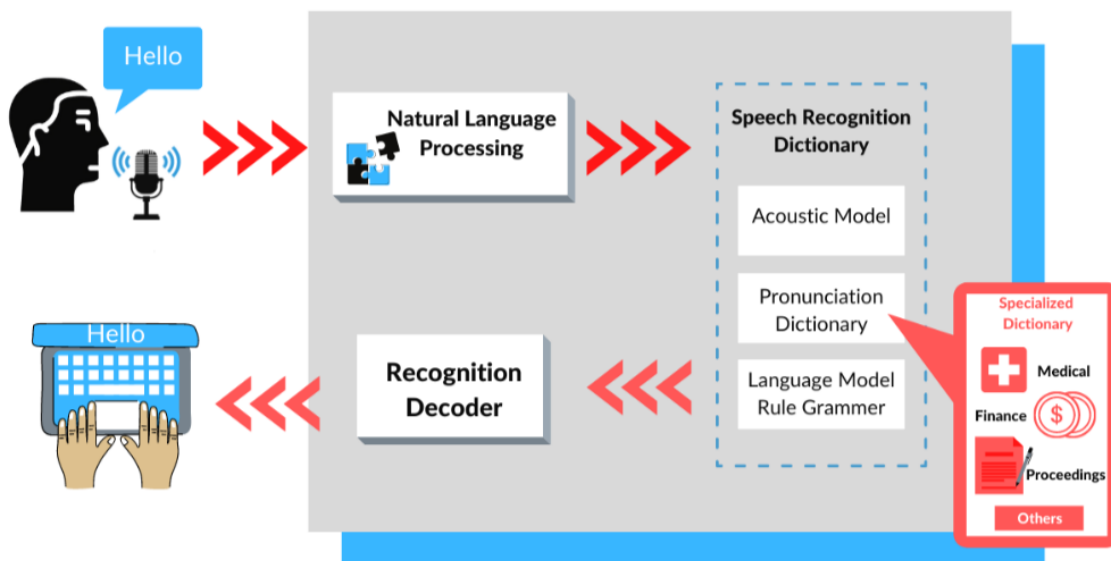 Hello
Natural Language
Processing
Speech Recognition
Dictionary
Acoustic Model
Pronunciation
Dictionary
Language Model
Rule Grammer
Specialized
Dictionary
Medical
Finance
$
Proceedings
Others
Recognition
Decoder
Hello